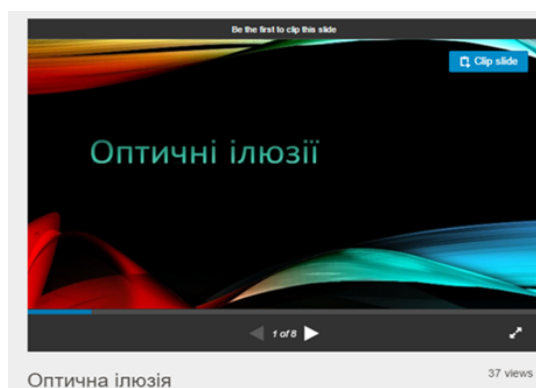 Be the first to clip this slide
Clip slide
Оптичні ілюзії
1 of 8
Оптична ілюзія
37 views